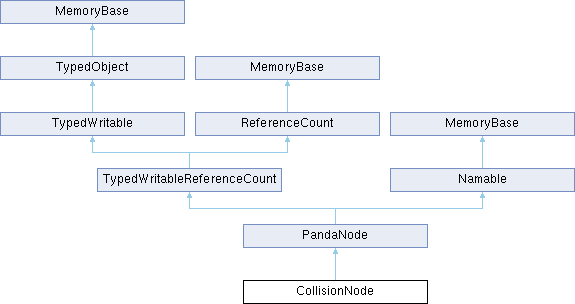 MemoryBase
TypedObject
MemoryBase
TypedWritable
ReferenceCount
MemoryBase
TypedWritableReferenceCount
Namable
PandaNode
CollisionNode